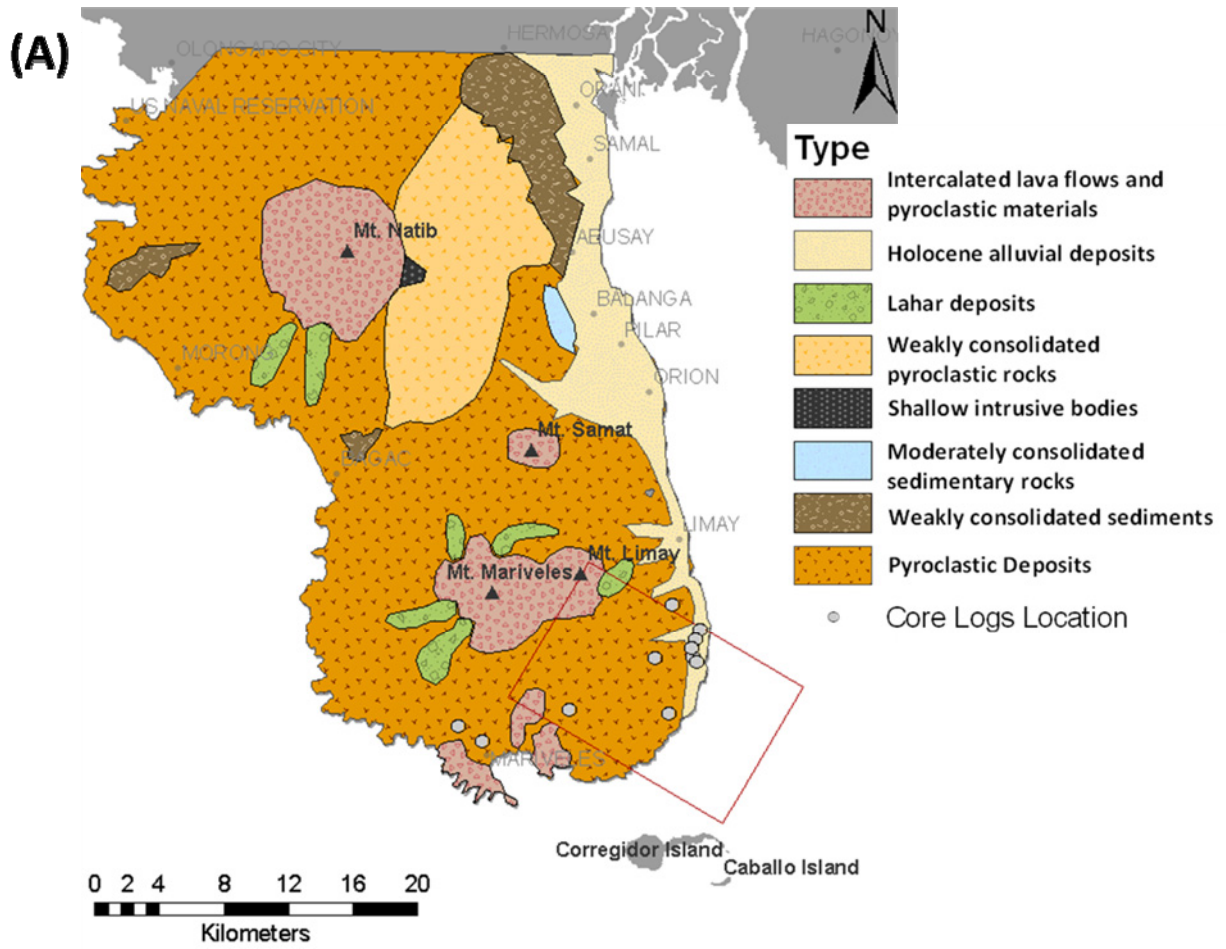 (A)
OLONGAPO CITY
HERMOSA
HAGONOY
N
US NAVAL RESERVATION
ORANI
SAMAL
Mt. Natib
ABUSAY
BALANGA
PILAR
MORONG
ORION
Mt. Samat
BAGAC
LIMAY
Mt. Limay
Mt. Mariveles
MARIVELES
Corregidor Island
Caballo Island
0 2 4 8 12 16 20
Kilometers
Type
Intercalated lava flows and
pyroclastic materials
Holocene alluvial deposits
Lahar deposits
Weakly consolidated
pyroclastic rocks
Shallow intrusive bodies
Moderately consolidated
sedimentary rocks
Weakly consolidated sediments
Pyroclastic Deposits
Core Logs Location